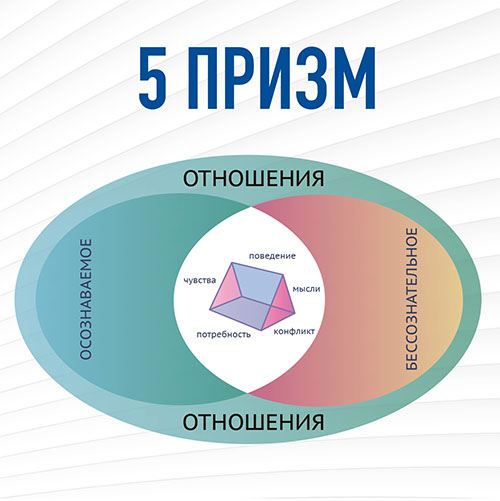 5 ПРИЗМ
ОТНОШЕНИЯ
ОСОЗНАВАЕМОЕ
поведение
чувства
мысли
потребность
конфликт
БЕССОЗНАТЕЛЬНОЕ
ОТНОШЕНИЯ